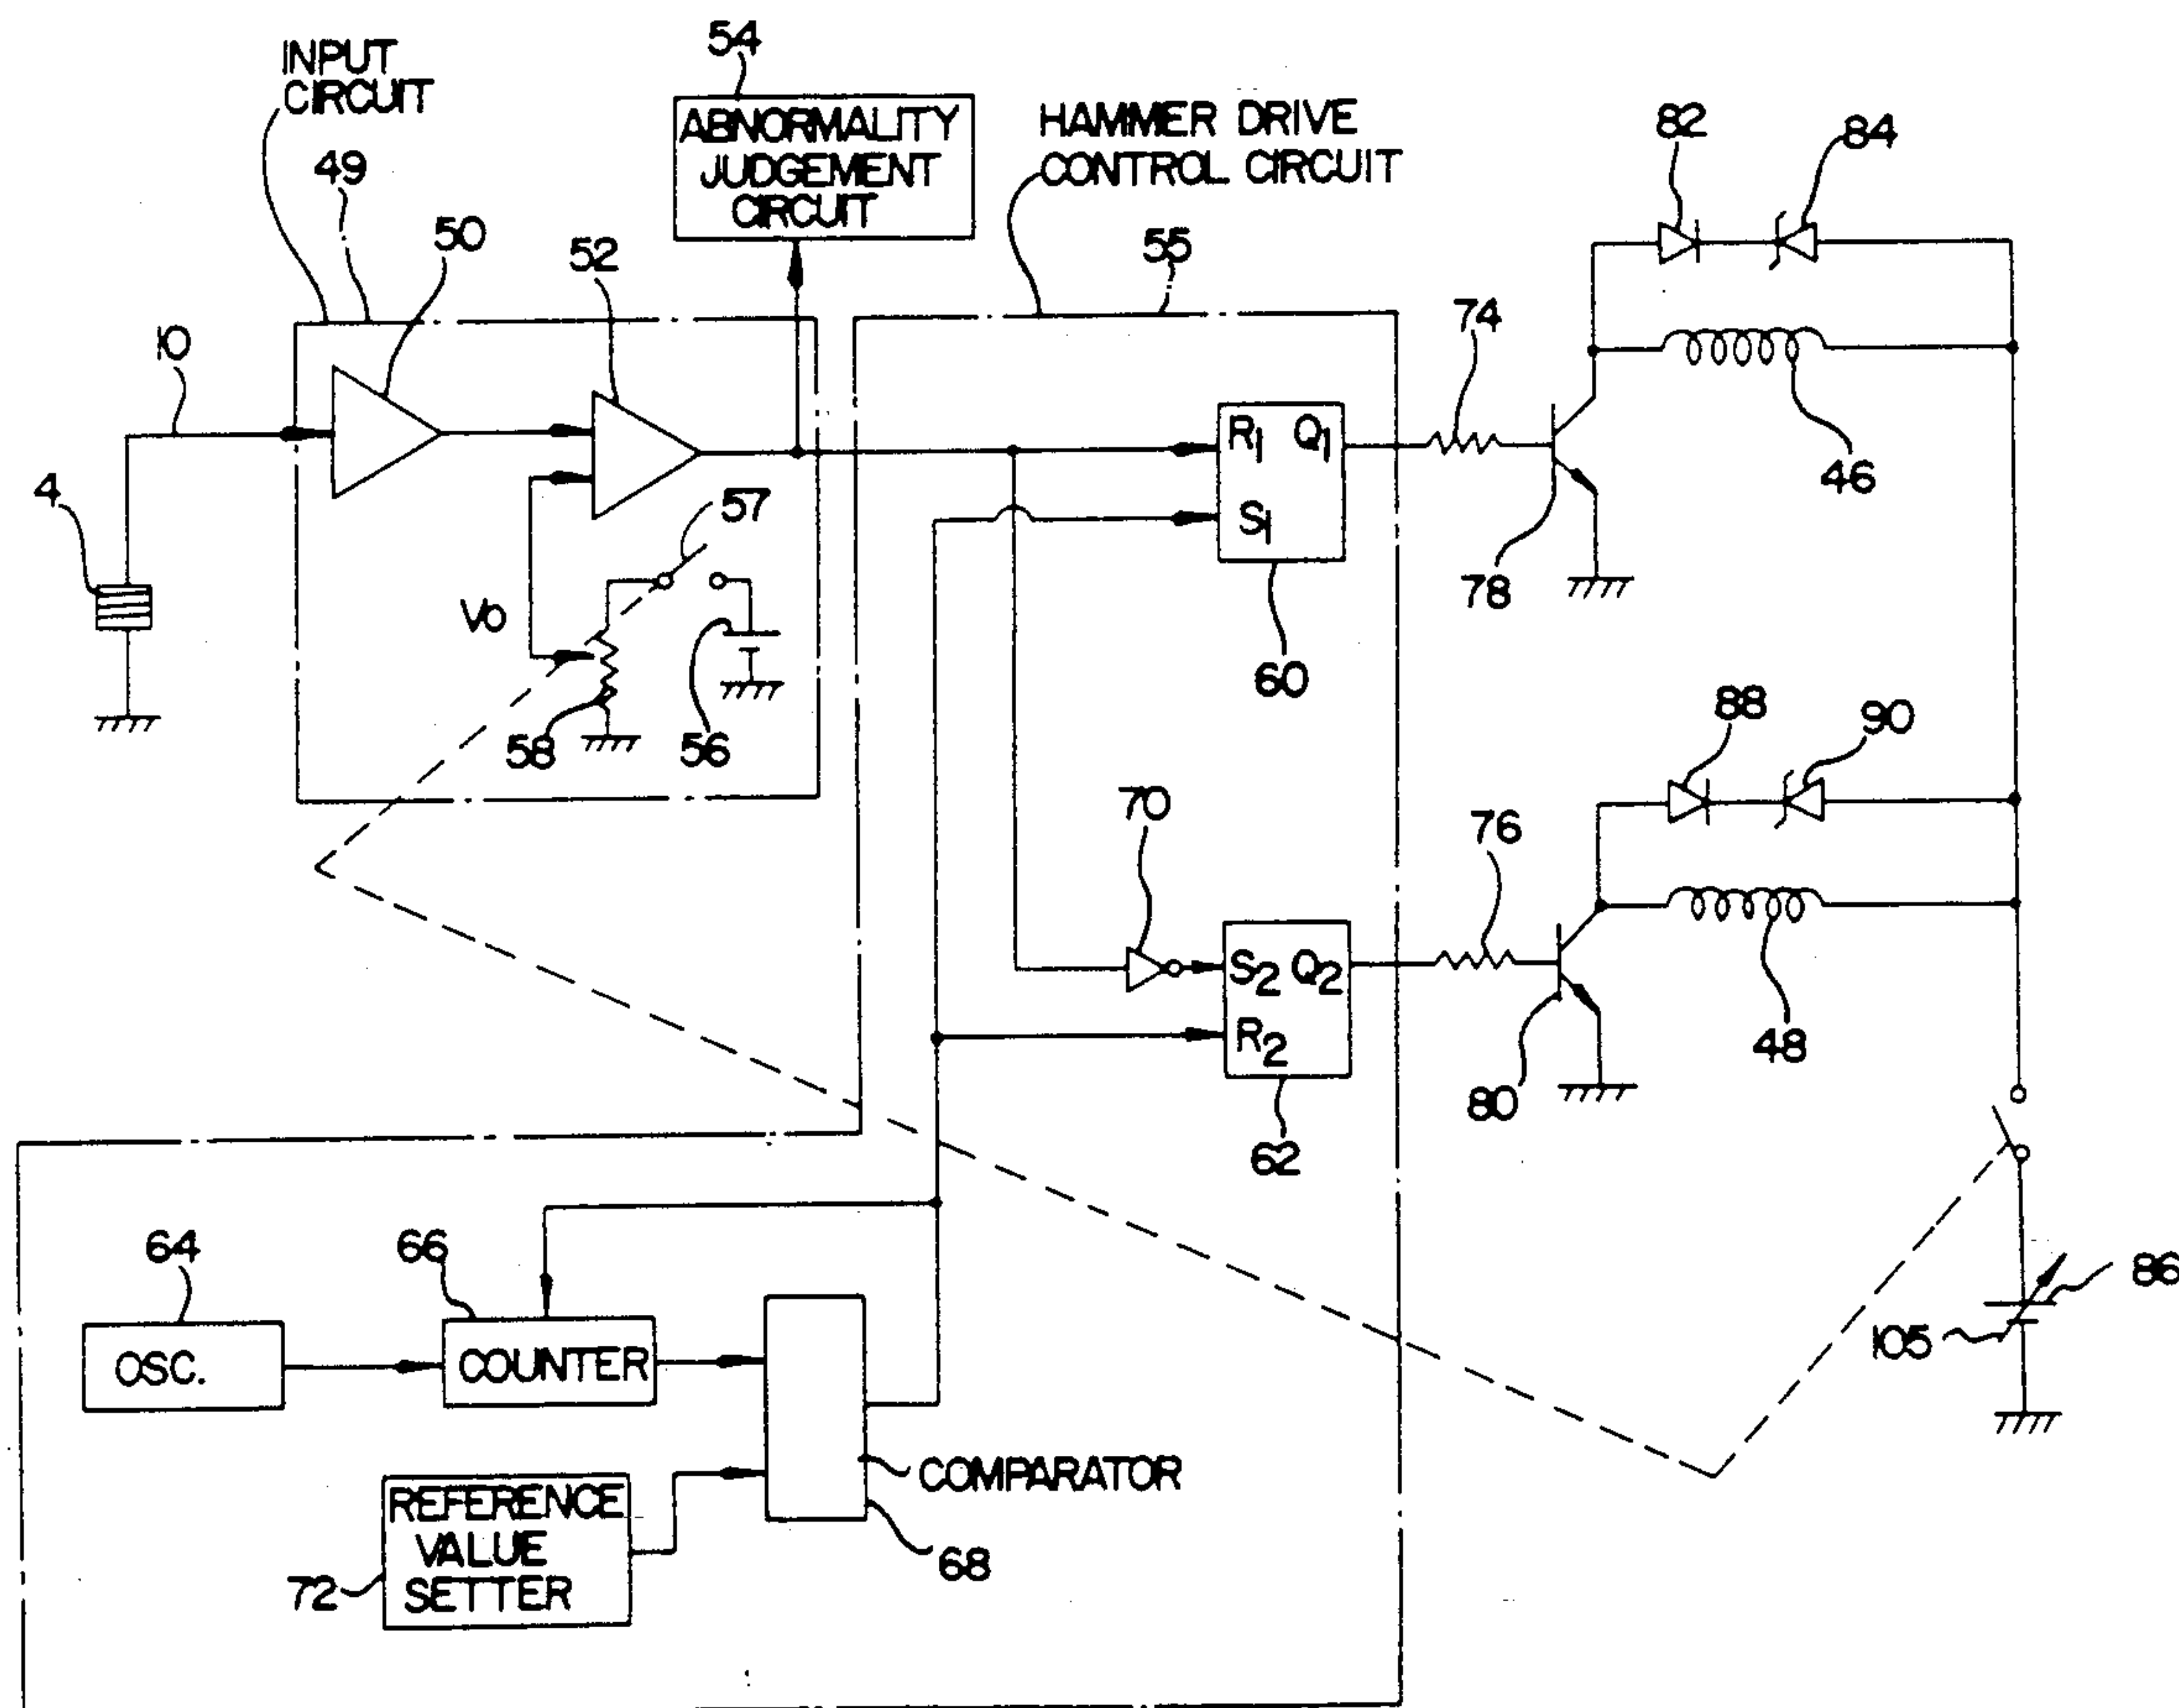 INPUT
CIRCUIT
49
50
10
4
52
54
ABNORMALITY
JUDGEMENT
CIRCUIT
HAMMER DRIVE
CONTROL CIRCUIT
55
57
Vo
58
56
R1 Q1
S1
60
74
78
82
84
46
70
S2 Q2
R2
62
76
80
88
90
48
64
OSC.
66
COUNTER
COMPARATOR
68
REFERENCE
VALUE
SETTER
72
86
105